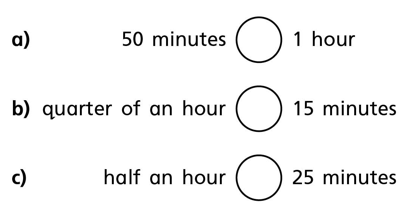 a) 50 minutes 1 hour
b) quarter of an hour 15 minutes
c) half an hour 25 minutes